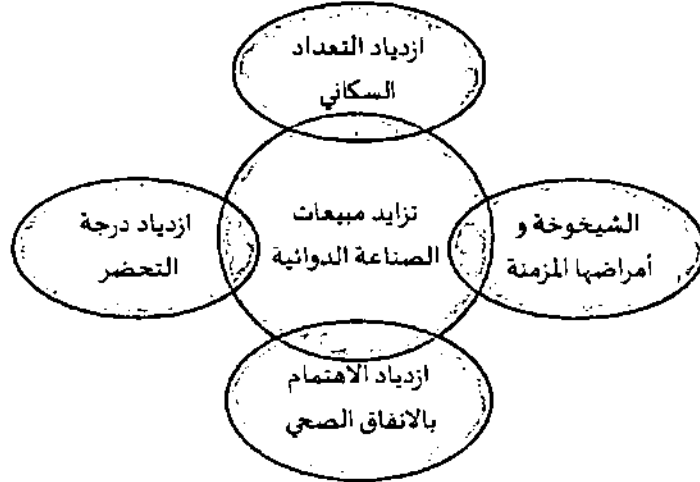 ازدياد التعداد
السكاني
تزايد مبيعات
الصناعة الدوائية
الشيخوخة و
أمراضها المزمنة
ازدياد درجة
التحضر
ازدياد الاهتمام
بالانفاق الصحي